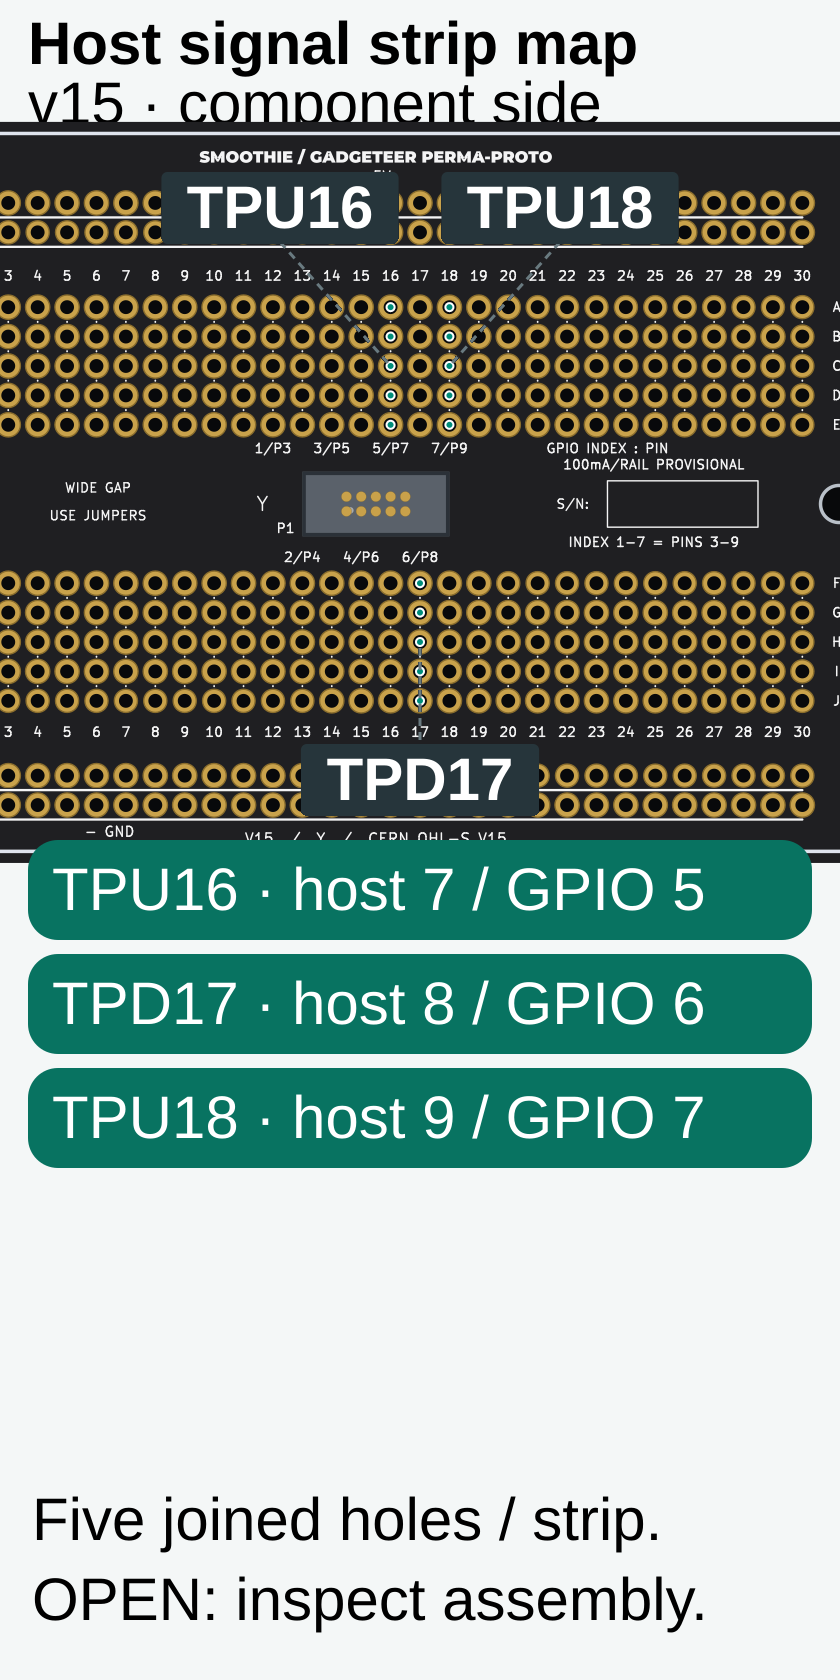 Host signal strip map
v15 · component side
SMOOTHIE / GADGETEER PERMA-PROTO
TPU16 TPU18
3 4 5 6 7 8 9 10 11 12 13 14 15 16 17 18 19 20 21 22 23 24 25 26 27 28 29 30
A
B
C
D
E
1/P3 3/P5 5/P7 7/P9
GPIO INDEX : PIN
100mA/RAIL PROVISIONAL
WIDE GAP
USE JUMPERS
Y
P1
S/N:
INDEX 1-7 = PINS 3-9
2/P4 4/P6 6/P8
F
G
H
I
J
3 4 5 6 7 8 9 10 11 12 13 14 15 16 17 18 19 20 21 22 23 24 25 26 27 28 29 30
TPD17
- GND
V15 / Y / CERN OHL-S V15
TPU16 · host 7 / GPIO 5
TPD17 · host 8 / GPIO 6
TPU18 · host 9 / GPIO 7
Five joined holes / strip.
OPEN: inspect assembly.